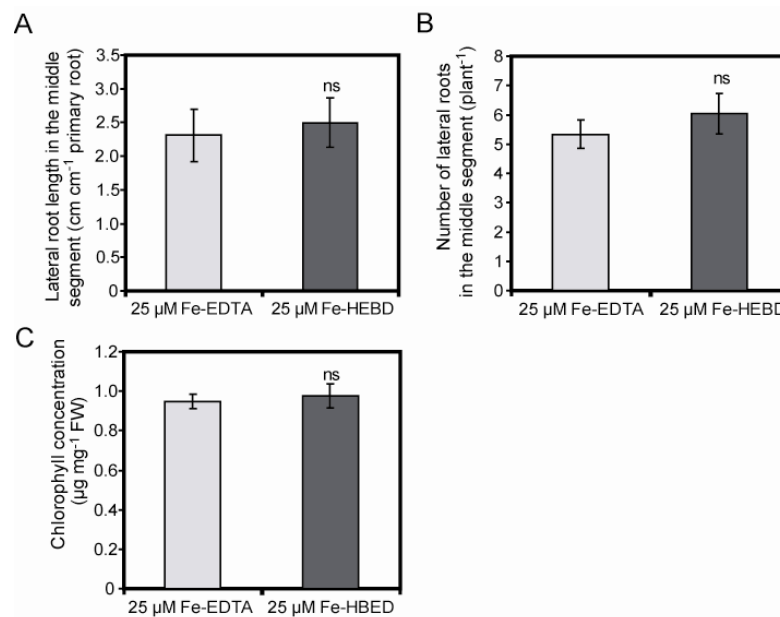 A
Lateral root length in the middle
segment (cm cm⁻¹ primary root)
3.5
3.0
2.5
2.0
1.5
1.0
0.5
0
ns
25 µM Fe-EDTA
25 µM Fe-HEBD
B
Number of lateral roots
in the middle segment (plant⁻¹)
8
7
6
5
4
3
2
1
0
ns
25 µM Fe-EDTA
25 µM Fe-HEBD
C
Chlorophyll concentration
(µg mg⁻¹ FW)
1.2
1.0
0.8
0.6
0.4
0.2
0
ns
25 µM Fe-EDTA
25 µM Fe-HBED